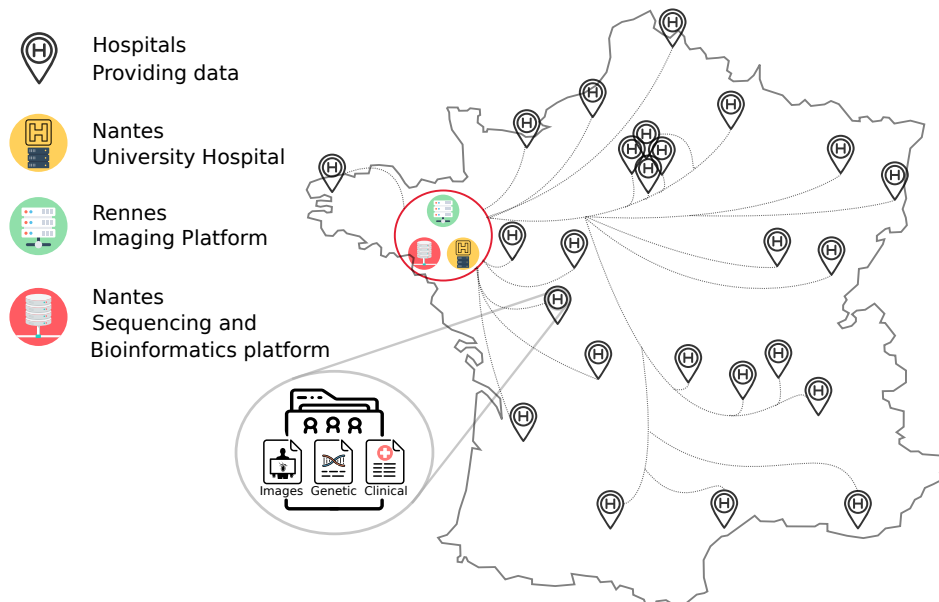 Hospitals
Providing data
Nantes
University Hospital
Rennes
Imaging Platform
Nantes
Sequencing and
Bioinformatics platform
Images Genetic Clinical